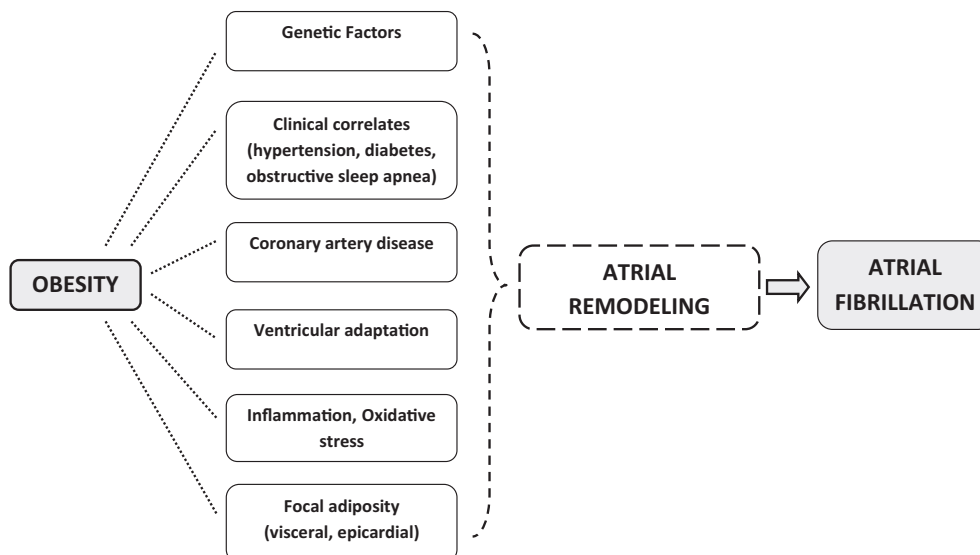 Genetic Factors
Clinical correlates
(hypertension, diabetes,
obstructive sleep apnea)
Coronary artery disease
OBESITY
Ventricular adaptation
Inflammation, Oxidative
stress
Focal adiposity
(visceral, epicardial)
ATRIAL
REMODELING
ATRIAL
FIBRILLATION